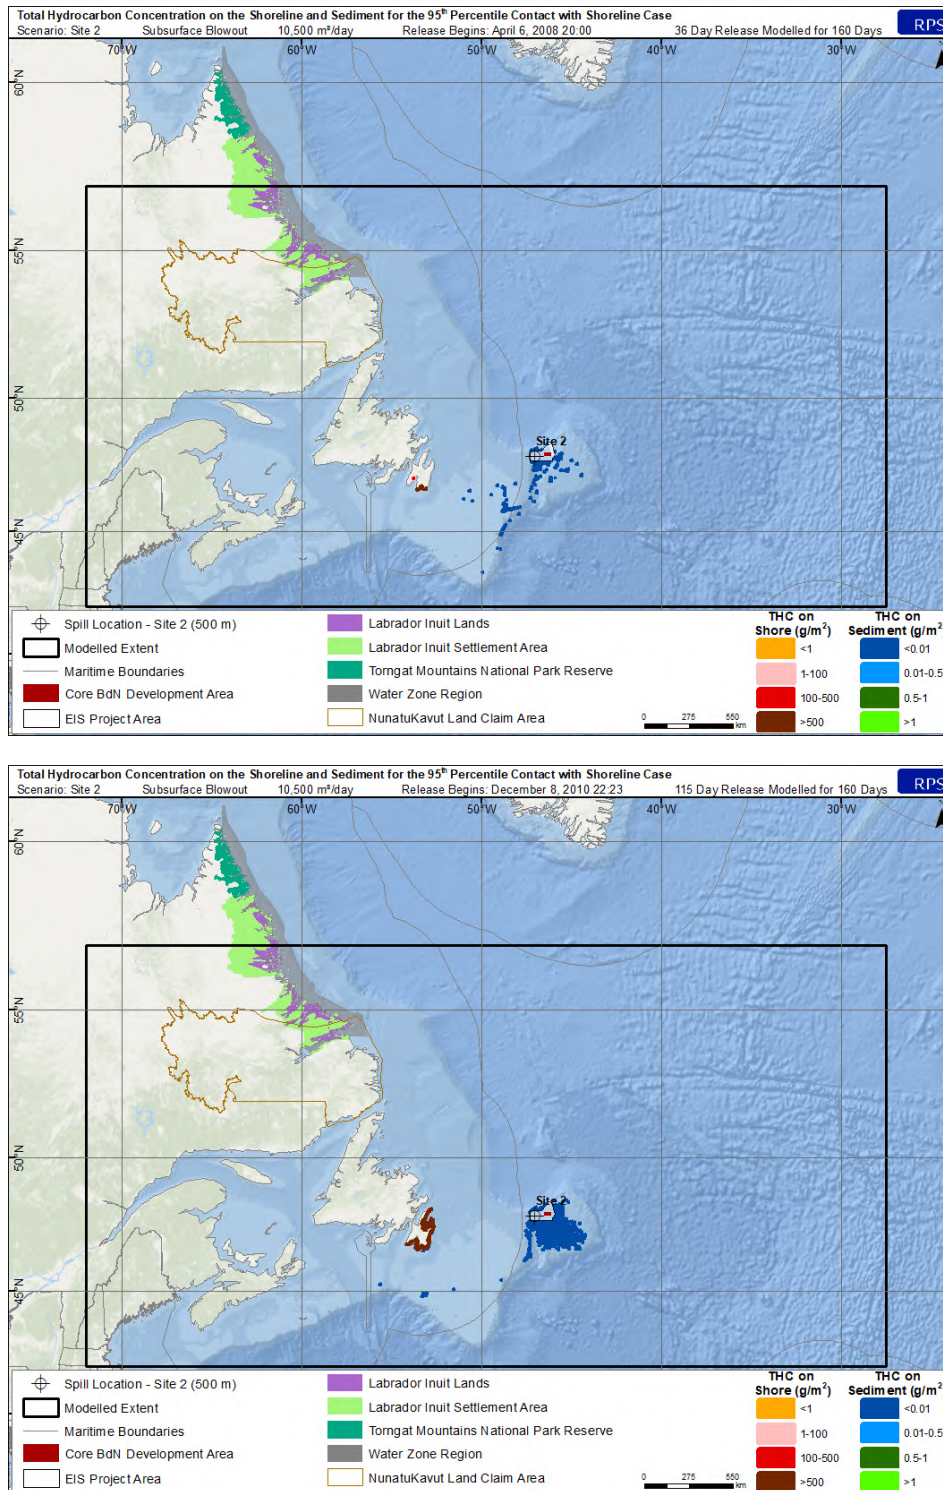 Total Hydrocarbon Concentration on the Shoreline and Sediment for the 95th Percentile Contact with Shoreline Case
Scenario: Site 2 Subsurface Blowout 10,500 m³/day Release Begins: April 6, 2008 20:00 36 Day Release Modelled for 160 Days
RPS
70°W 60°W 50°W 40°W 30°W
60°N
55°N
50°N
Site 2
45°N
Spill Location - Site 2 (500 m)
Modelled Extent
Maritime Boundaries
Core BdN Development Area
EIS Project Area
Labrador Inuit Lands
Labrador Inuit Settlement Area
Torngat Mountains National Park Reserve
Water Zone Region
NunatuKavut Land Claim Area
0 275 550
km
THC on
Shore (g/m²)
<1
1-100
100-500
>500
THC on
Sediment (g/m²)
<0.01
0.01-0.5
0.5-1
>1
Total Hydrocarbon Concentration on the Shoreline and Sediment for the 95th Percentile Contact with Shoreline Case
Scenario: Site 2 Subsurface Blowout 10,500 m³/day Release Begins: December 8, 2010 22:23 115 Day Release Modelled for 160 Days
RPS
70°W 60°W 50°W 40°W 30°W
60°N
55°N
50°N
Site 2
45°N
Spill Location - Site 2 (500 m)
Modelled Extent
Maritime Boundaries
Core BdN Development Area
EIS Project Area
Labrador Inuit Lands
Labrador Inuit Settlement Area
Torngat Mountains National Park Reserve
Water Zone Region
NunatuKavut Land Claim Area
0 275 550
km
THC on
Shore (g/m²)
<1
1-100
100-500
>500
THC on
Sediment (g/m²)
<0.01
0.01-0.5
0.5-1
>1